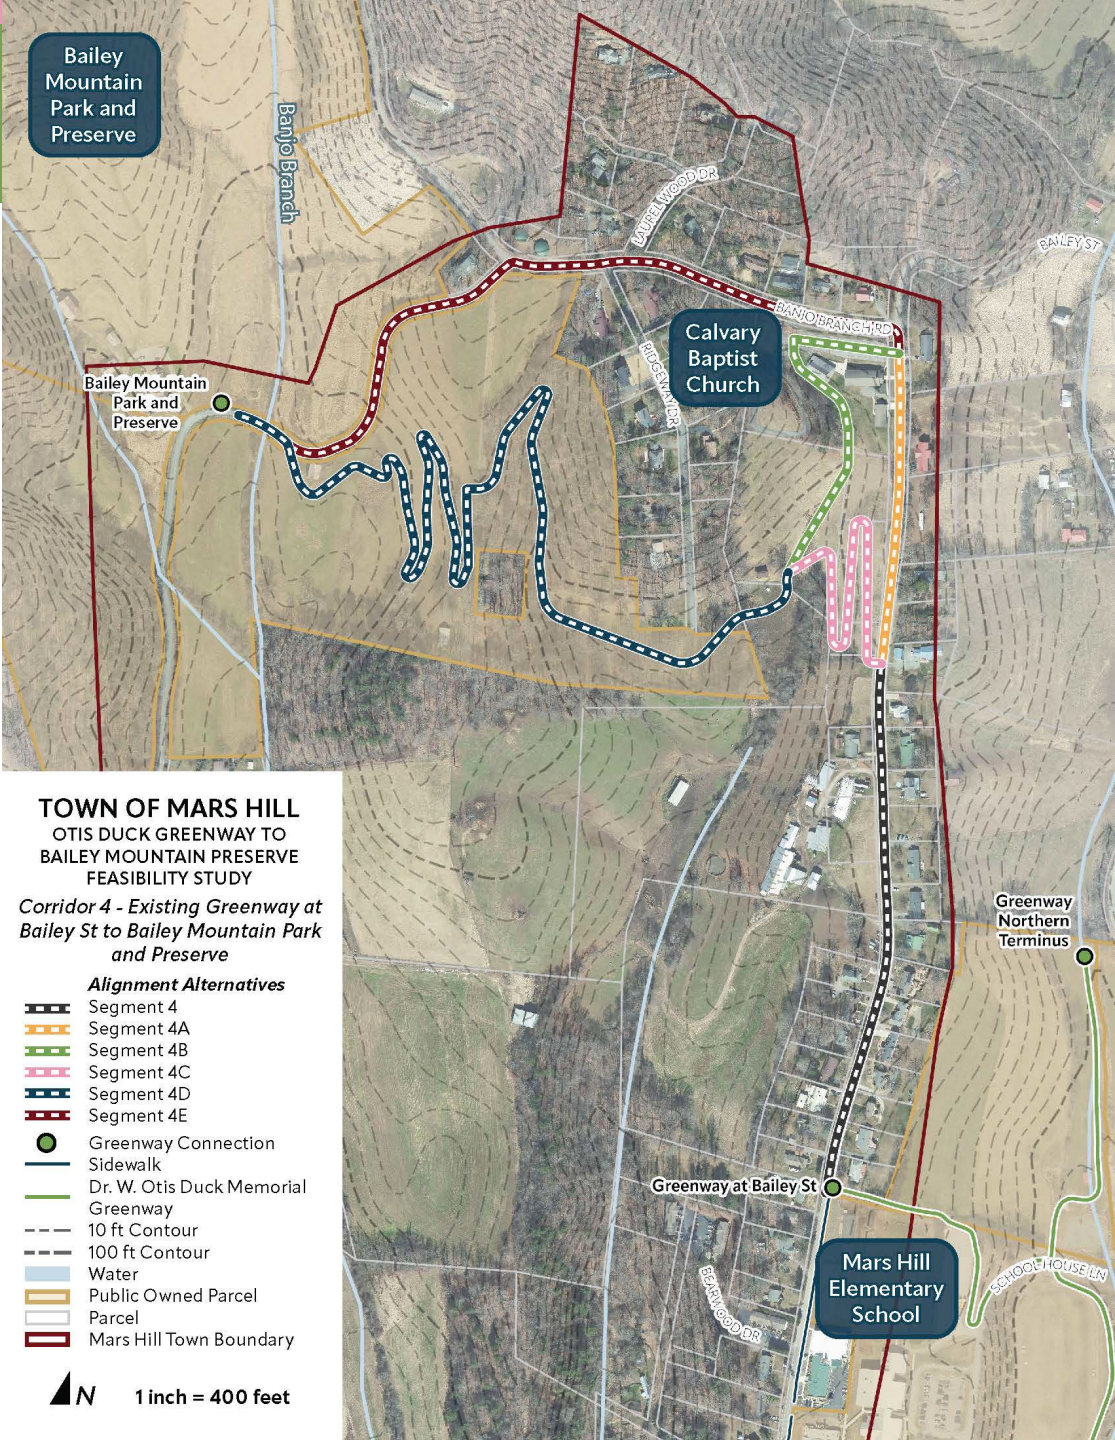 Bailey
Mountain
Park and
Preserve
Banjo Branch
LAUREL WOOD DR
BAILEY ST
BANJO BRANCH RD
Calvary
Baptist
Church
RIDGEWAY DR
Bailey Mountain
Park and
Preserve
TOWN OF MARS HILL
OTIS DUCK GREENWAY TO
BAILEY MOUNTAIN PRESERVE
FEASIBILITY STUDY
Corridor 4 - Existing Greenway at
Bailey St to Bailey Mountain Park
and Preserve
Alignment Alternatives
Segment 4
Segment 4A
Segment 4B
Segment 4C
Segment 4D
Segment 4E
Greenway Connection
Sidewalk
Dr. W. Otis Duck Memorial
Greenway
10 ft Contour
100 ft Contour
Water
Public Owned Parcel
Parcel
Mars Hill Town Boundary
N
1 inch = 400 feet
Greenway
Northern
Terminus
Greenway at Bailey St
Mars Hill
Elementary
School
SCHOOL HOUSE LN
BEARWOOD DR